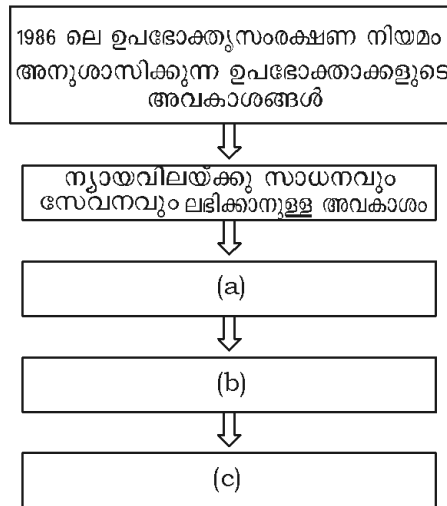 1986 ലെ ഉപഭോക്തൃസംരക്ഷണ നിയമം
അനുശാസിക്കുന്ന ഉപഭോക്താക്കളുടെ
അവകാശങ്ങൾ
ന്യായവിലയ്ക്കു സാധനവും
സേവനവും ലഭിക്കാനുള്ള അവകാശം
(a)
(b)
(c)